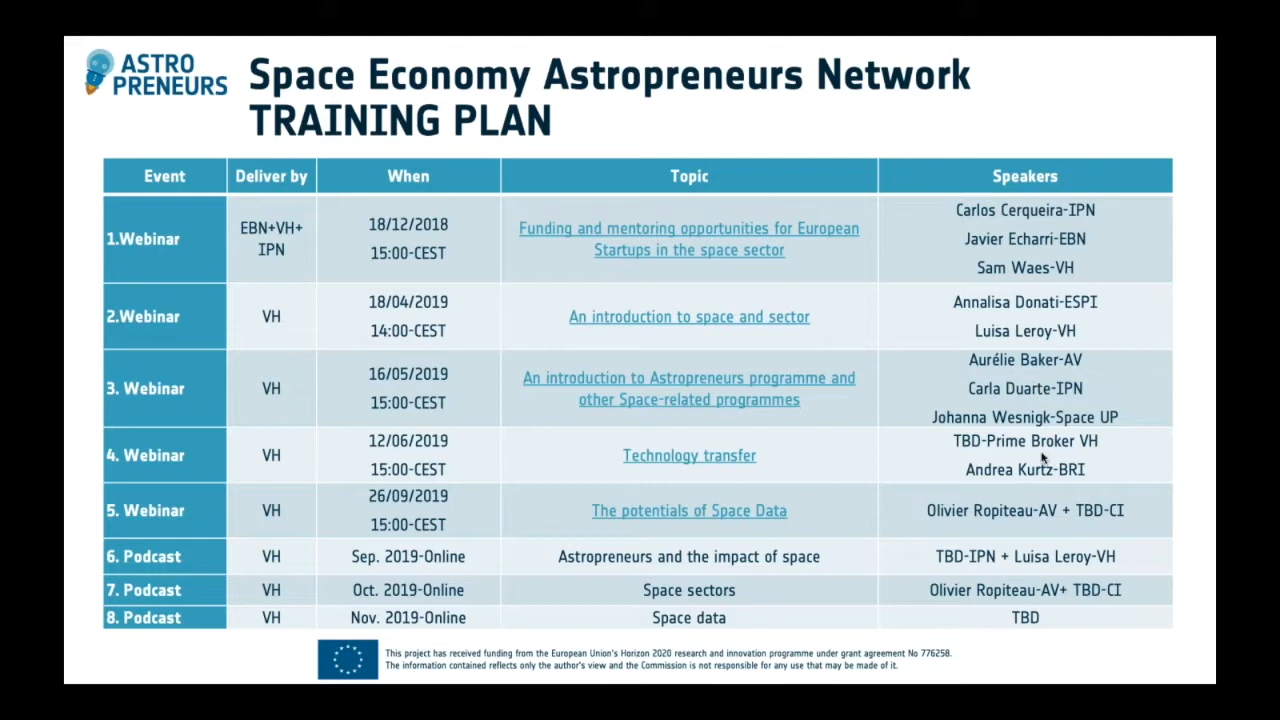 ASTRO
PRENEURS
Space Economy Astropreneurs Network
TRAINING PLAN
Event Deliver by When Topic Speakers
1.Webinar
EBN+VH+
IPN
18/12/2018
15:00-CEST
Funding and mentoring opportunities for European
Startups in the space sector
Carlos Cerqueira-IPN
Javier Echarri-EBN
Sam Waes-VH
2.Webinar
VH
18/04/2019
14:00-CEST
An introduction to space and sector
Annalisa Donati-ESPI
Luisa Leroy-VH
3. Webinar
VH
16/05/2019
15:00-CEST
An introduction to Astropreneurs programme and
other Space-related programmes
Aurélie Baker-AV
Carla Duarte-IPN
Johanna Wesnigk-Space UP
4. Webinar
VH
12/06/2019
15:00-CEST
Technology transfer
TBD-Prime Broker VH
Andrea Kurtz-BRI
5. Webinar
VH
26/09/2019
15:00-CEST
The potentials of Space Data
Olivier Ropiteau-AV + TBD-CI
6. Podcast VH Sep. 2019-Online Astropreneurs and the impact of space TBD-IPN + Luisa Leroy-VH
7. Podcast VH Oct. 2019-Online Space sectors Olivier Ropiteau-AV+ TBD-CI
8. Podcast VH Nov. 2019-Online Space data TBD
This project has received funding from the European Union's Horizon 2020 research and innovation programme under grant agreement No 776258.
The information contained reflects only the author's view and the Commission is not responsible for any use that may be made of it.